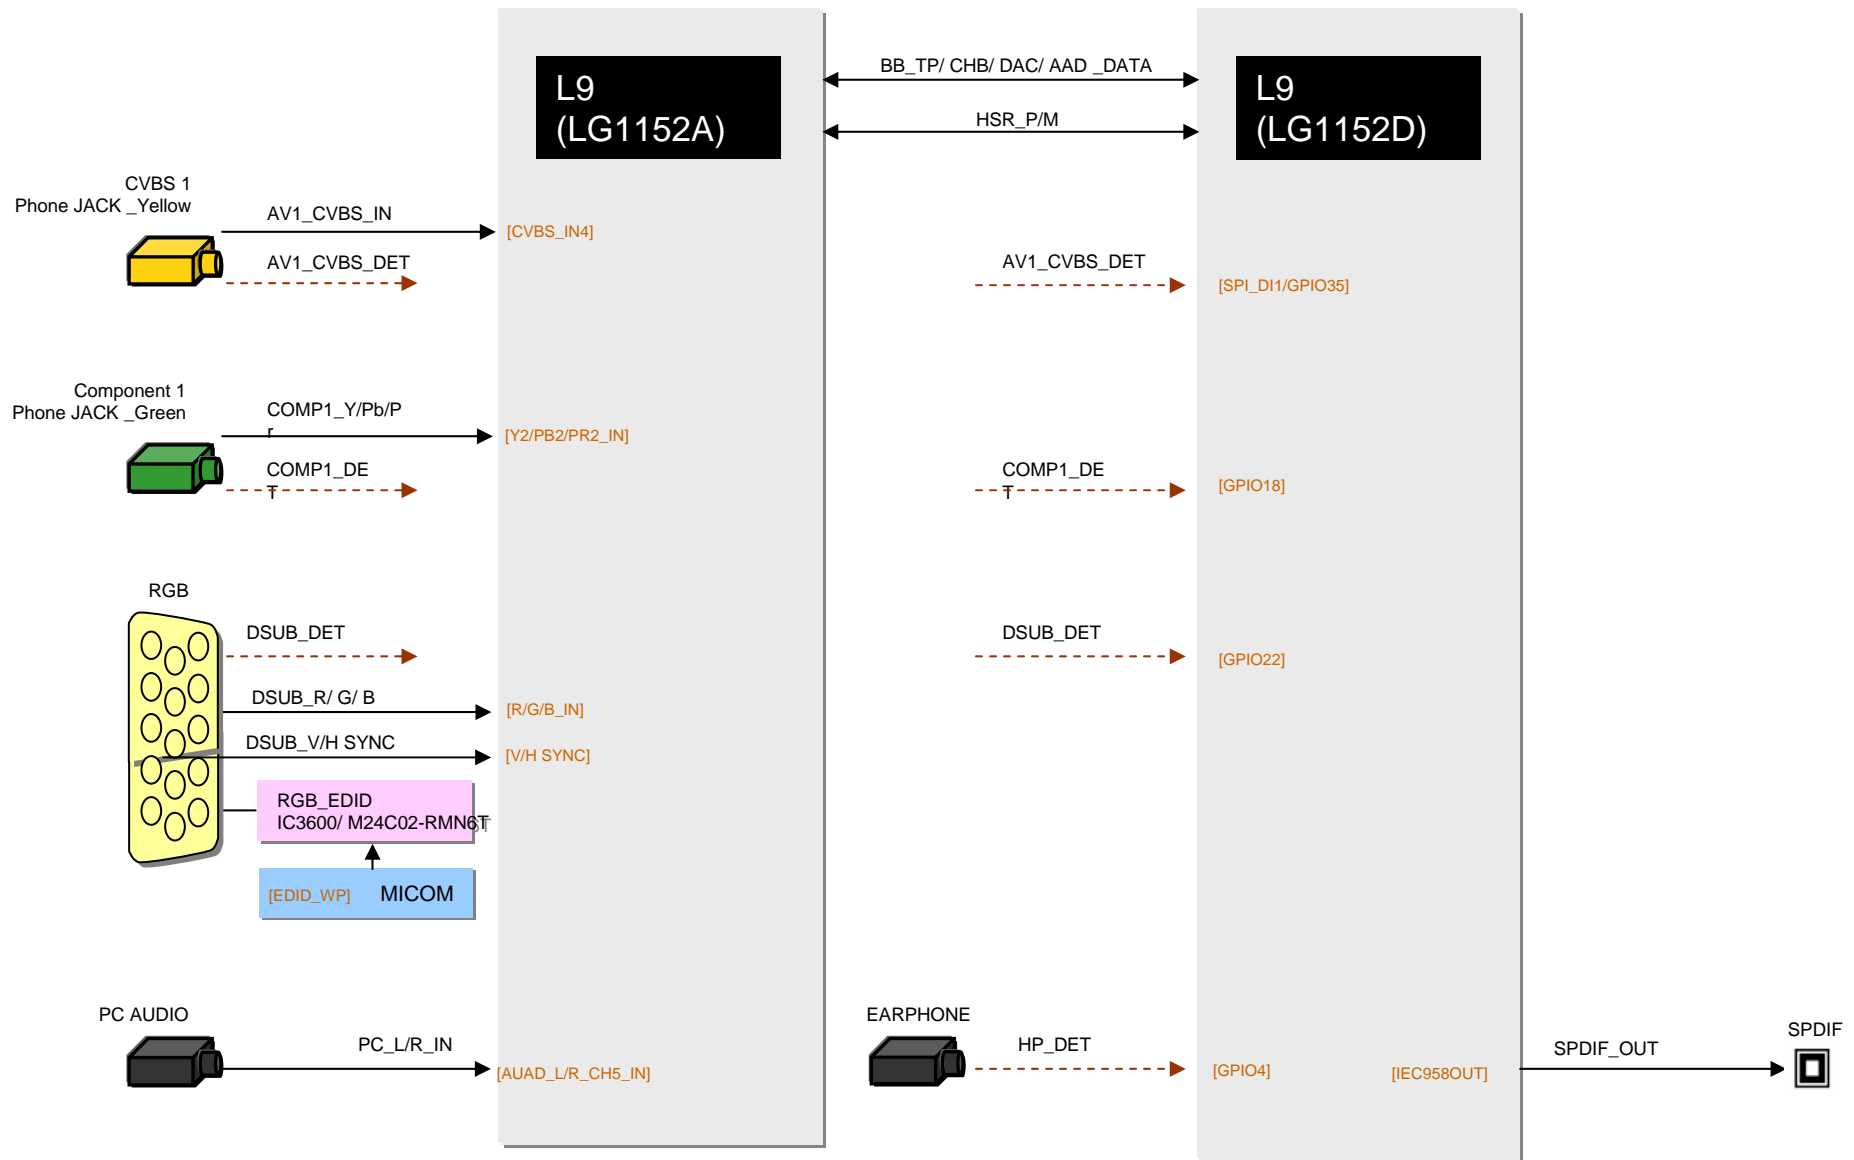 L9
(LG1152A)
BB_TP/ CHB/ DAC/ AAD _DATA
HSR_P/M
L9
(LG1152D)
CVBS 1
Phone JACK _Yellow
AV1_CVBS_IN
[CVBS_IN4]
AV1_CVBS_DET
AV1_CVBS_DET
[SPI_DI1/GPIO35]
Component 1
Phone JACK _Green
COMP1_Y/Pb/P
r
[Y2/PB2/PR2_IN]
COMP1_DE
T
COMP1_DE
T
[GPIO18]
RGB
DSUB_DET
DSUB_DET
[GPIO22]
DSUB_R/ G/ B
[R/G/B_IN]
DSUB_V/H SYNC
[V/H SYNC]
RGB_EDID
IC3600/ M24C02-RMN6T
[EDID_WP] MICOM
PC AUDIO
PC_L/R_IN
[AUAD_L/R_CH5_IN]
EARPHONE
HP_DET
[GPIO4]
[IEC958OUT]
SPDIF_OUT
SPDIF